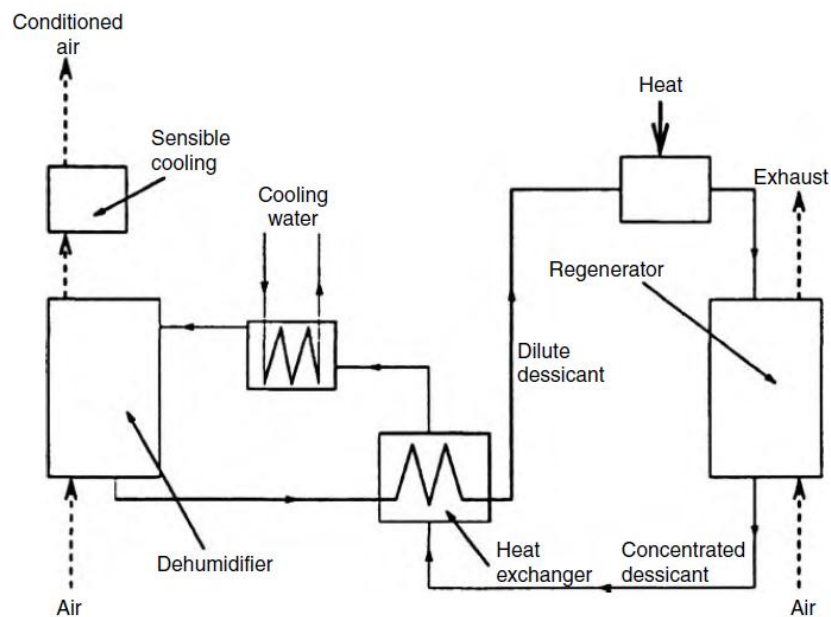 Conditioned
air
Heat
Sensible
cooling
Cooling
water
Exhaust
Regenerator
Dilute
dessicant
Dehumidifier
Heat
exchanger
Concentrated
dessicant
Air
Air